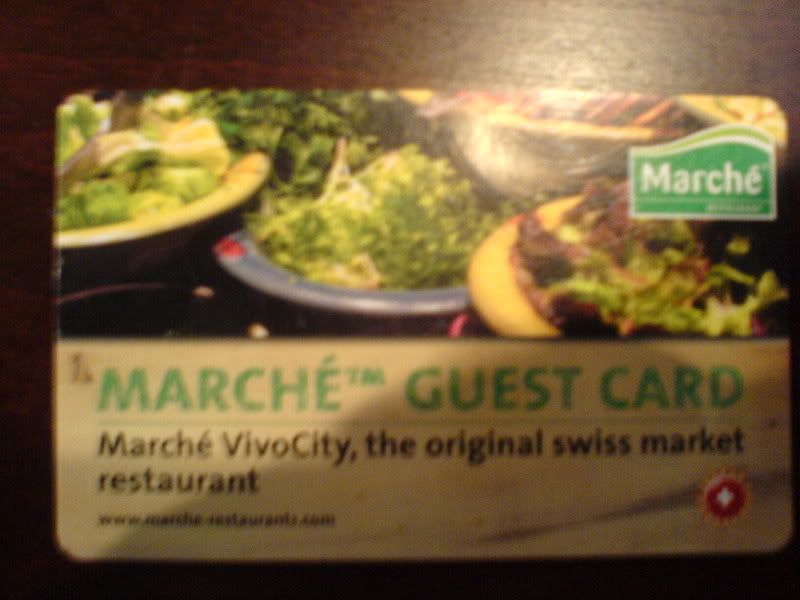 Marché
MARCHÉ™ GUEST CARD
Marché VivoCity, the original swiss market
restaurant
www.marche-restaurants.com